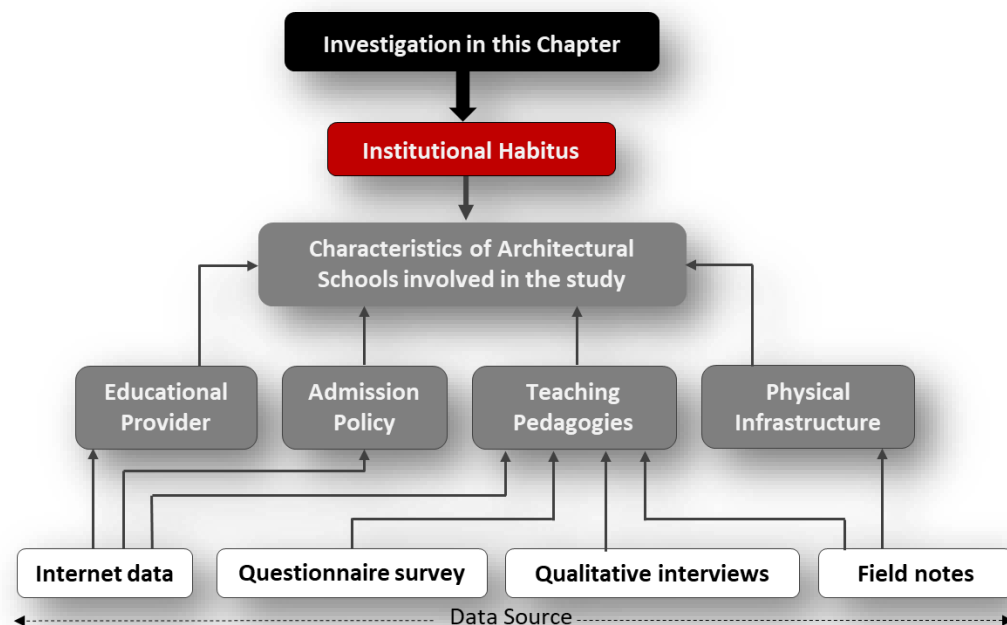 Investigation in this Chapter
Institutional Habitus
Characteristics of Architectural
Schools involved in the study
Educational
Provider
Admission
Policy
Teaching
Pedagogies
Physical
Infrastructure
Internet data
Questionnaire survey
Qualitative interviews
Field notes
Data Source